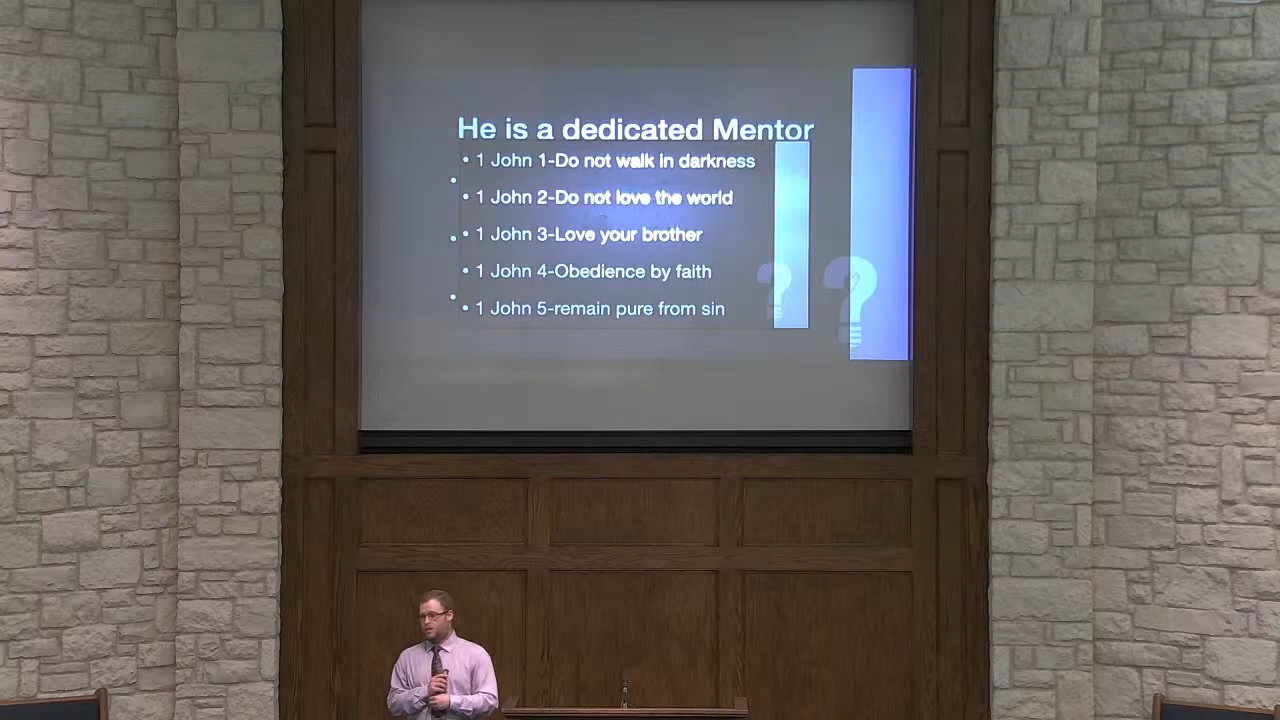 He is a dedicated Mentor
• 1 John 1-Do not walk in darkness
• 1 John 2-Do not love the world
• 1 John 3-Love your brother
• 1 John 4-Obedience by faith
• 1 John 5-remain pure from sin
? ?